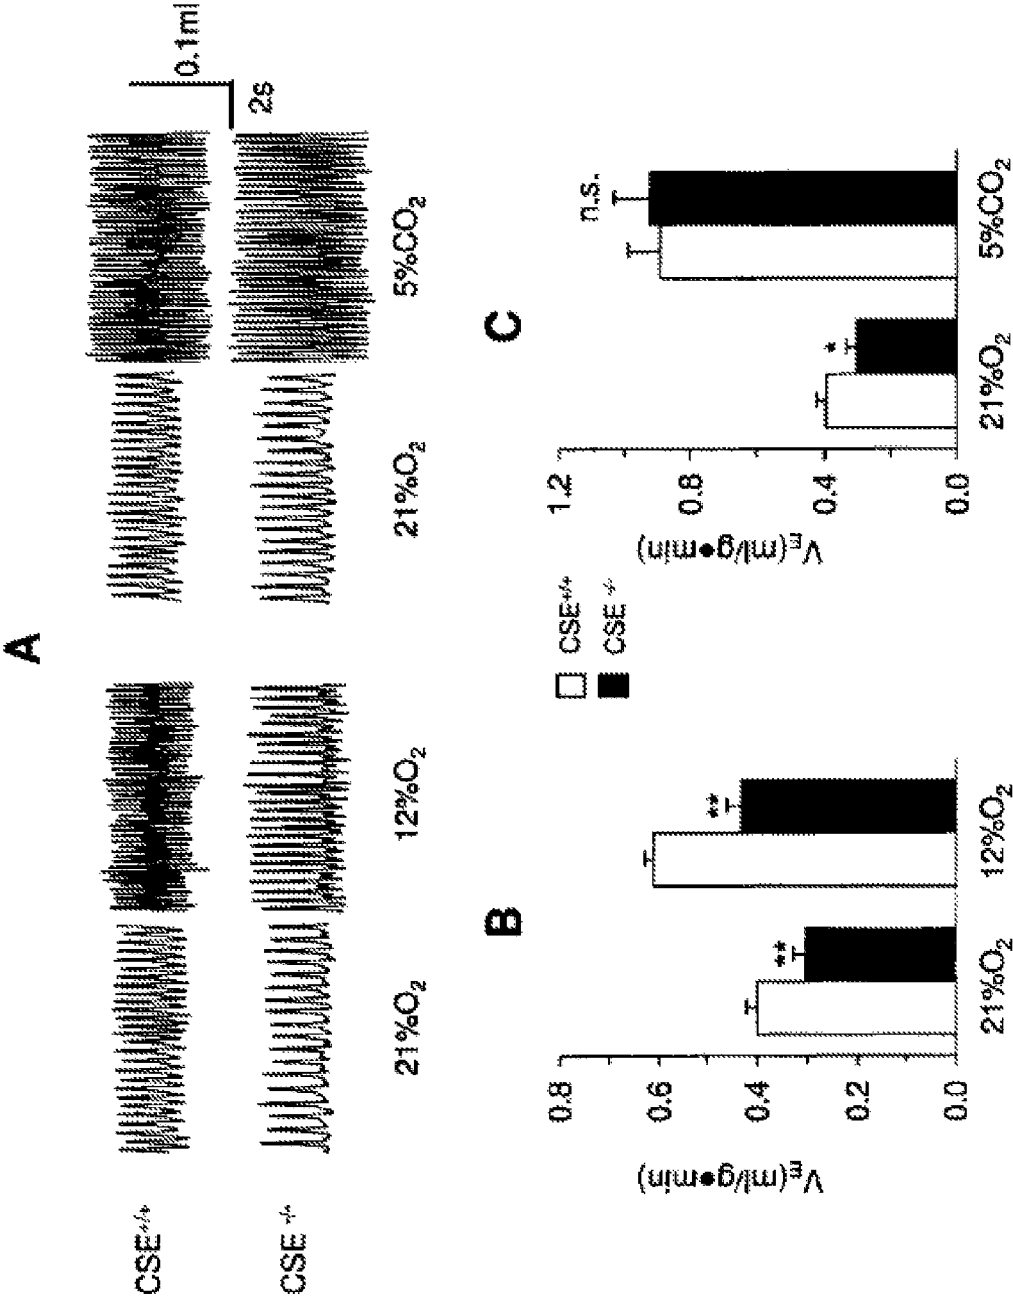 A
CSE+/+
CSE -/-
21%O2 12%O2 21%O2 5%CO2
0.1ml
2s
B
VE(ml/g•min)
0.8
0.6
0.4
0.2
0.0
** **
21%O2 12%O2
CSE+/+
CSE -/-
C
VE(ml/g•min)
1.2
0.8
0.4
0.0
* n.s.
21%O2 5%CO2